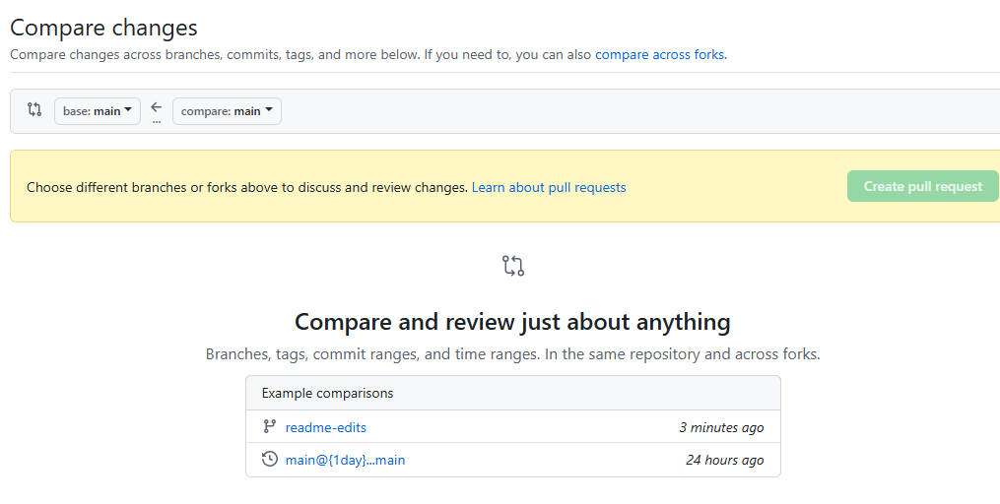 Compare changes
Compare changes across branches, commits, tags, and more below. If you need to, you can also compare across forks.
base: main ... compare: main
Choose different branches or forks above to discuss and review changes. Learn about pull requests Create pull request
Compare and review just about anything
Branches, tags, commit ranges, and time ranges. In the same repository and across forks.
Example comparisons
readme-edits 3 minutes ago
main@{1day}...main 24 hours ago